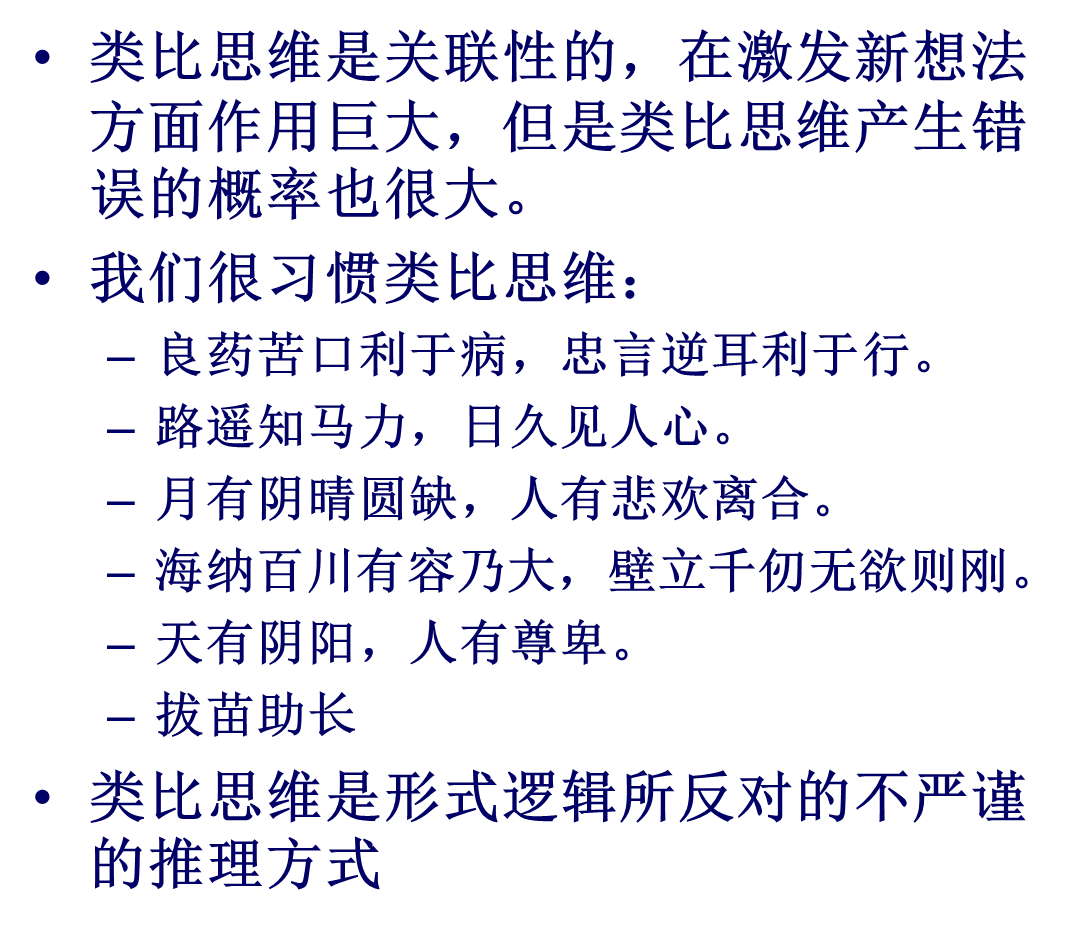 • 类比思维是关联性的，在激发新想法
方面作用巨大，但是类比思维产生错
误的概率也很大。
• 我们很习惯类比思维：
– 良药苦口利于病，忠言逆耳利于行。
– 路遥知马力，日久见人心。
– 月有阴晴圆缺，人有悲欢离合。
– 海纳百川有容乃大，壁立千仞无欲则刚。
– 天有阴阳，人有尊卑。
– 拔苗助长
• 类比思维是形式逻辑所反对的不严谨
的推理方式